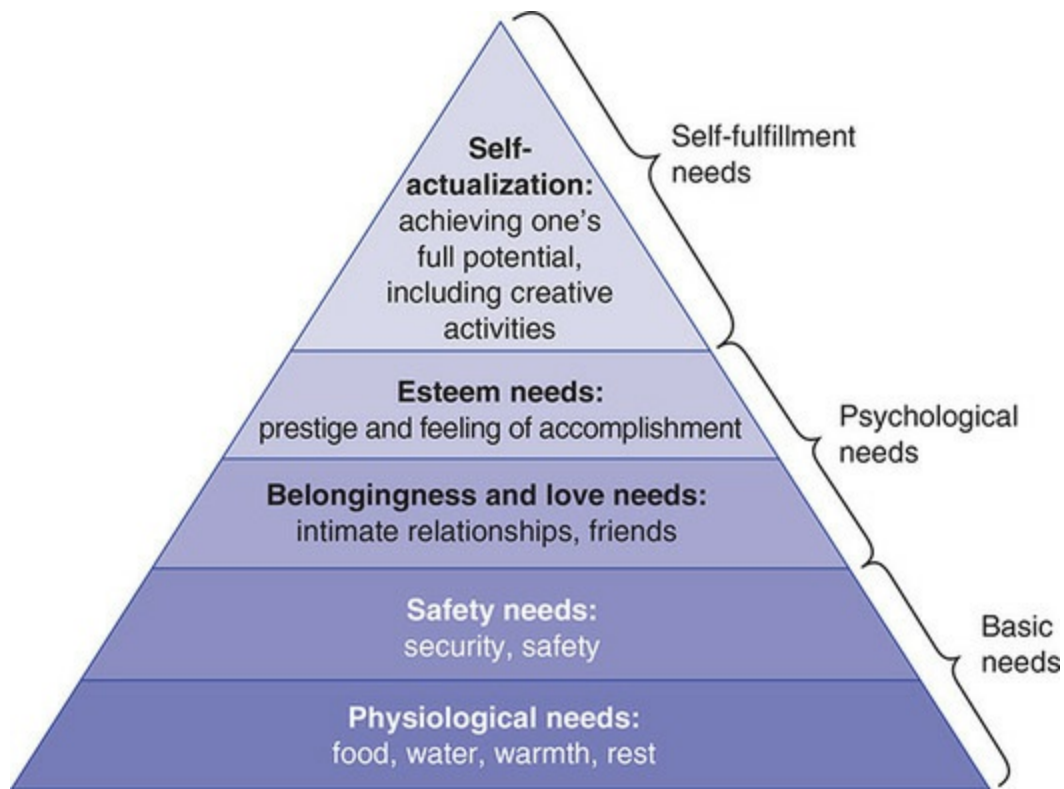 Self-
actualization:
achieving one's
full potential,
including creative
activities
Self-fulfillment
needs
Esteem needs:
prestige and feeling of accomplishment
Psychological
needs
Belongingness and love needs:
intimate relationships, friends
Safety needs:
security, safety
Basic
needs
Physiological needs:
food, water, warmth, rest